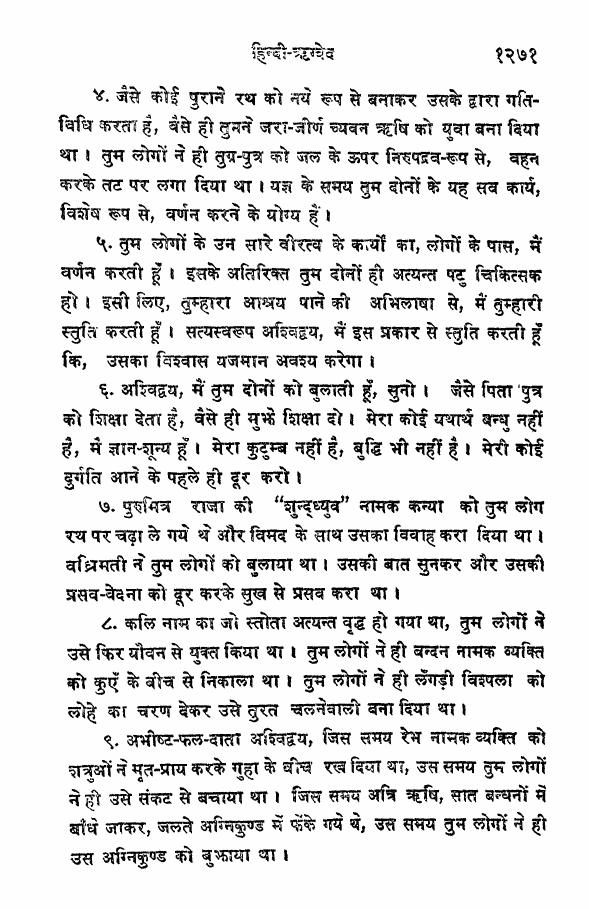 हिन्दी-ऋग्वेद १२७१
४. जैसे कोई पुराने रथ को नये रूप से बनाकर उसके द्वारा गति-
विधि करता है, वैसे ही तुमने जरा-जीर्ण च्यवन ऋषि को युवा बना दिया
था। तुम लोगों ने ही तुग्र-पुत्र को जल के ऊपर निरुपद्रव-रूप से, वहन
करके तट पर लगा दिया था। यज्ञ के समय तुम दोनों के यह सब कार्य,
विशेष रूप से, वर्णन करने के योग्य हैं।
५. तुम लोगों के उन सारे वीरत्व के कार्यों का, लोगों के पास, मैं
वर्णन करती हूँ। इसके अतिरिक्त तुम दोनों ही अत्यन्त पटु चिकित्सक
हो। इसी लिए, तुम्हारा आश्रय पाने की अभिलाषा से, मैं तुम्हारी
स्तुति करती हूँ। सत्यस्वरूप अश्विद्वय, मैं इस प्रकार से स्तुति करती हूँ
कि, उसका विश्वास यजमान अवश्य करेगा।
६. अश्विद्वय, मैं तुम दोनों को बुलाती हूँ, सुनो। जैसे पिता पुत्र
को शिक्षा देता है, वैसे ही मुझे शिक्षा दो। मेरा कोई यथार्थ बन्धु नहीं
है, मै ज्ञान-शून्य हूँ। मेरा कुटुम्ब नहीं है, बुद्धि भी नहीं है। मेरी कोई
दुर्गति आने के पहले ही दूर करो।
७. पुरुमित्र राजा की "शुन्द्ध्युव" नामक कन्या को तुम लोग
रथ पर चढ़ा ले गये थे और विमद के साथ उसका विवाह करा दिया था।
वध्रिमती ने तुम लोगों को बुलाया था। उसकी बात सुनकर और उसकी
प्रसव-वेदना को दूर करके सुख से प्रसव करा था।
८. कलि नाम का जो स्तोता अत्यन्त वृद्ध हो गया था, तुम लोगों ने
उसे फिर यौवन से युक्त किया था। तुम लोगों ने ही वन्दन नामक व्यक्ति
को कुएँ के बीच से निकाला था। तुम लोगों ने ही लँगड़ी विश्पला को
लोहे का चरण देकर उसे तुरत चलनेवाली बना दिया था।
९. अभीष्ट-फल-दाता अश्विद्वय, जिस समय रेभ नामक व्यक्ति को
शत्रुओं ने मृत-प्राय करके गुहा के बीच रख दिया था, उस समय तुम लोगों
ने ही उसे संकट से बचाया था। जिस समय अत्रि ऋषि, सात बन्धनों में
बाँधे जाकर, जलते अग्निकुण्ड में फेंके गये थे, उस समय तुम लोगों ने ही
उस अग्निकुण्ड को बुझाया था।